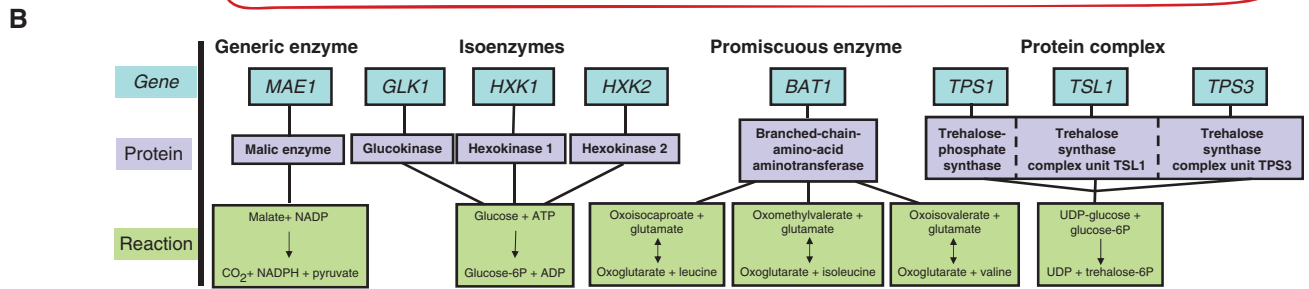 B
Generic enzyme Isoenzymes Promiscuous enzyme Protein complex
Gene MAE1 GLK1 HXK1 HXK2 BAT1 TPS1 TSL1 TPS3
Protein
Malic enzyme
Glucokinase
Hexokinase 1
Hexokinase 2
Branched-chain-
amino-acid
aminotransferase
Trehalose-
phosphate
synthase
Trehalose
synthase
complex unit TSL1
Trehalose
synthase
complex unit TPS3
Reaction
Malate+ NADP
CO2+ NADPH + pyruvate
Glucose + ATP
Glucose-6P + ADP
Oxoisocaproate +
glutamate
Oxoglutarate + leucine
Oxomethylvalerate +
glutamate
Oxoglutarate + isoleucine
Oxoisovalerate +
glutamate
Oxoglutarate + valine
UDP-glucose +
glucose-6P
UDP + trehalose-6P